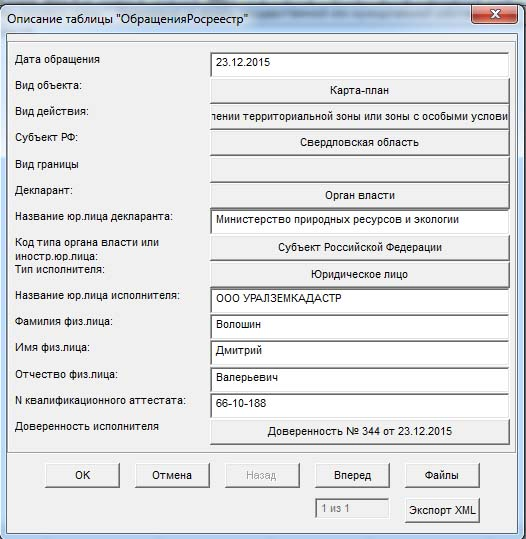 Описание таблицы "ОбращенияРосреестр"
Дата обращения 23.12.2015
Вид объекта: Карта-план
Вид действия: лении территориальной зоны или зоны с особыми услови
Субъект РФ: Свердловская область
Вид границы
Декларант: Орган власти
Название юр.лица декларанта: Министерство природных ресурсов и экологии
Код типа органа власти или
иностр.юр.лица: Субъект Российской Федерации
Тип исполнителя: Юридическое лицо
Название юр.лица исполнителя: ООО УРАЛЗЕМКАДАСТР
Фамилия физ.лица: Волошин
Имя физ.лица: Дмитрий
Отчество физ.лица: Валерьевич
N квалификационного аттестата: 66-10-188
Доверенность исполнителя Доверенность № 344 от 23.12.2015
OK Отмена Назад Вперед Файлы
1 из 1 Экспорт XML